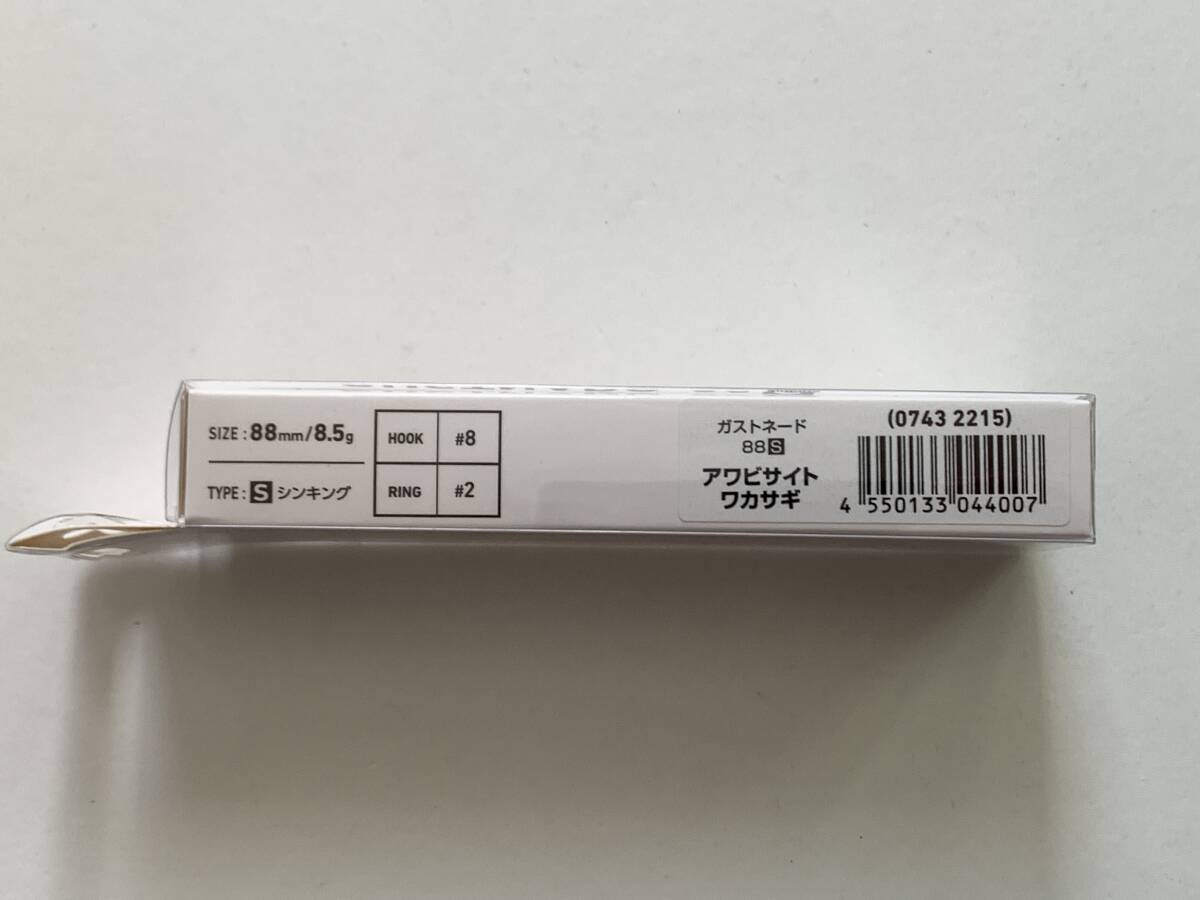 SIZE : 88mm/8.5g
TYPE : S シンキング
HOOK #8
RING #2
ガストネード
88S
アワビサイト
ワカサギ
(0743 2215)
4 550133 044007